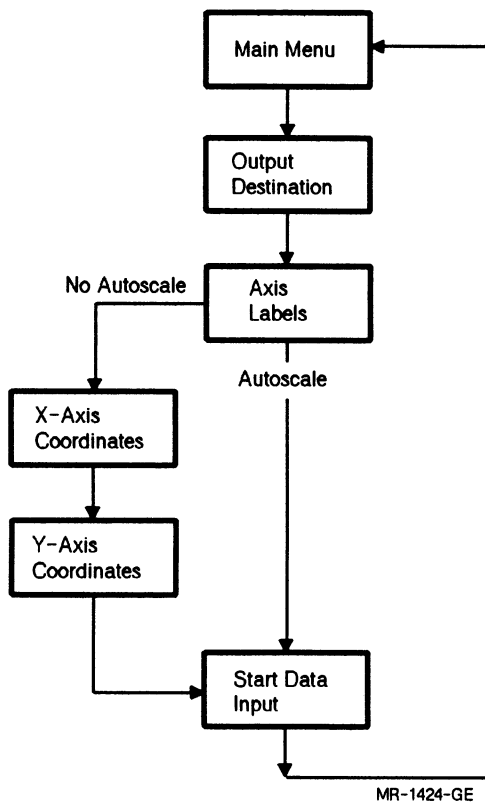 Main Menu
Output
Destination
No Autoscale
Axis
Labels
Autoscale
X-Axis
Coordinates
Y-Axis
Coordinates
Start Data
Input
MR-1424-GE